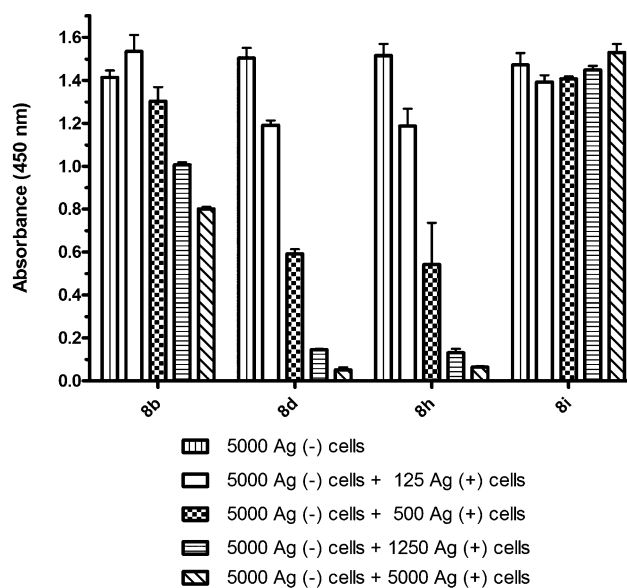 1.6
1.4
1.2
1.0
0.8
0.6
0.4
0.2
0.0
Absorbance (450 nm)
8b 8d 8h 8i
5000 Ag (-) cells
5000 Ag (-) cells + 125 Ag (+) cells
5000 Ag (-) cells + 500 Ag (+) cells
5000 Ag (-) cells + 1250 Ag (+) cells
5000 Ag (-) cells + 5000 Ag (+) cells